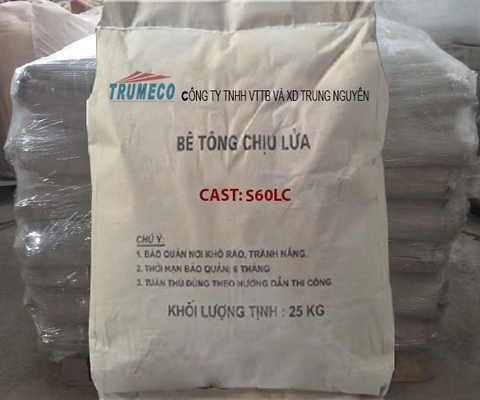 TRUMECO CÔNG TY TNHH VTTB VÀ XD TRUNG NGUYÊN
BÊ TÔNG CHỊU LỬA
CAST: S60LC
CHÚ Ý:
1. BẢO QUẢN NƠI KHÔ RÁO, TRÁNH NẮNG.
2. THỜI HẠN BẢO QUẢN: 6 THÁNG
3. TUÂN THỦ ĐÚNG THEO HƯỚNG DẪN THI CÔNG.
KHỐI LƯỢNG TỊNH : 25 KG